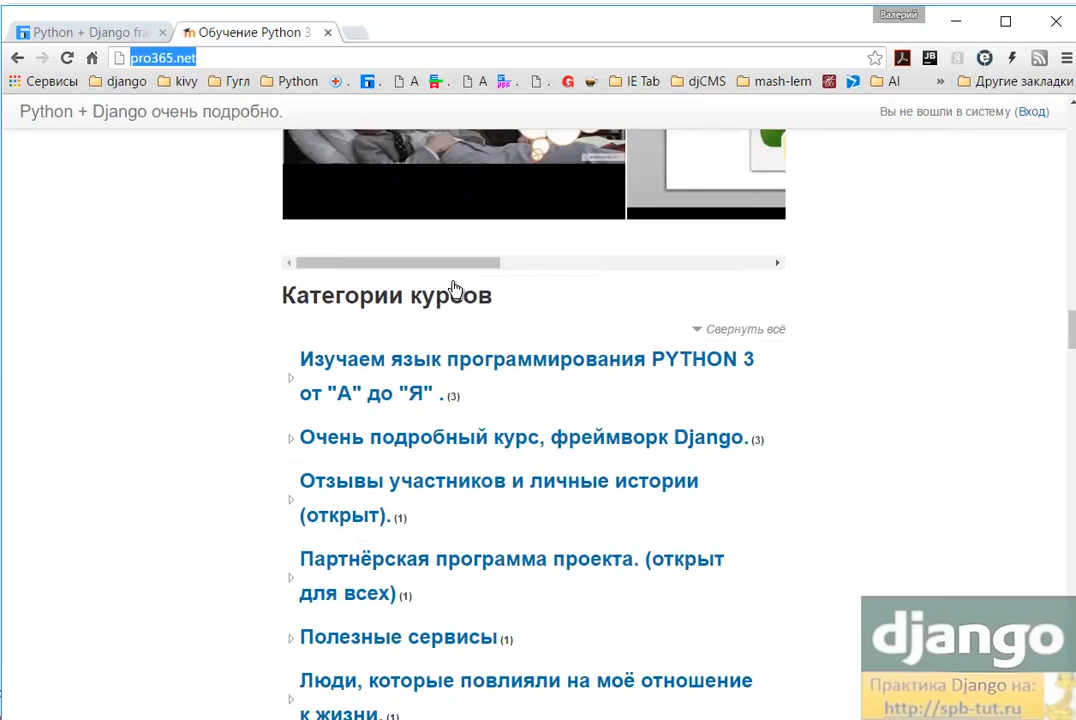 Валерий
Python + Django fra
Обучение Python 3
pro365.net
JB
Сервисы django kivy Гугл Python . . A . A . . G IE Tab djCMS mash-lern AI » Другие закладки
Python + Django очень подробно.
Вы не вошли в систему (Вход)
Категории курсов
Свернуть всё
Изучаем язык программирования PYTHON 3
от "А" до "Я" . (3)
Очень подробный курс, фреймворк Django. (3)
Отзывы участников и личные истории
(открыт). (1)
Партнёрская программа проекта. (открыт
для всех) (1)
Полезные сервисы (1)
Люди, которые повлияли на моё отношение
к жизни. (1)
django
Практика Django на:
http://spb-tut.ru